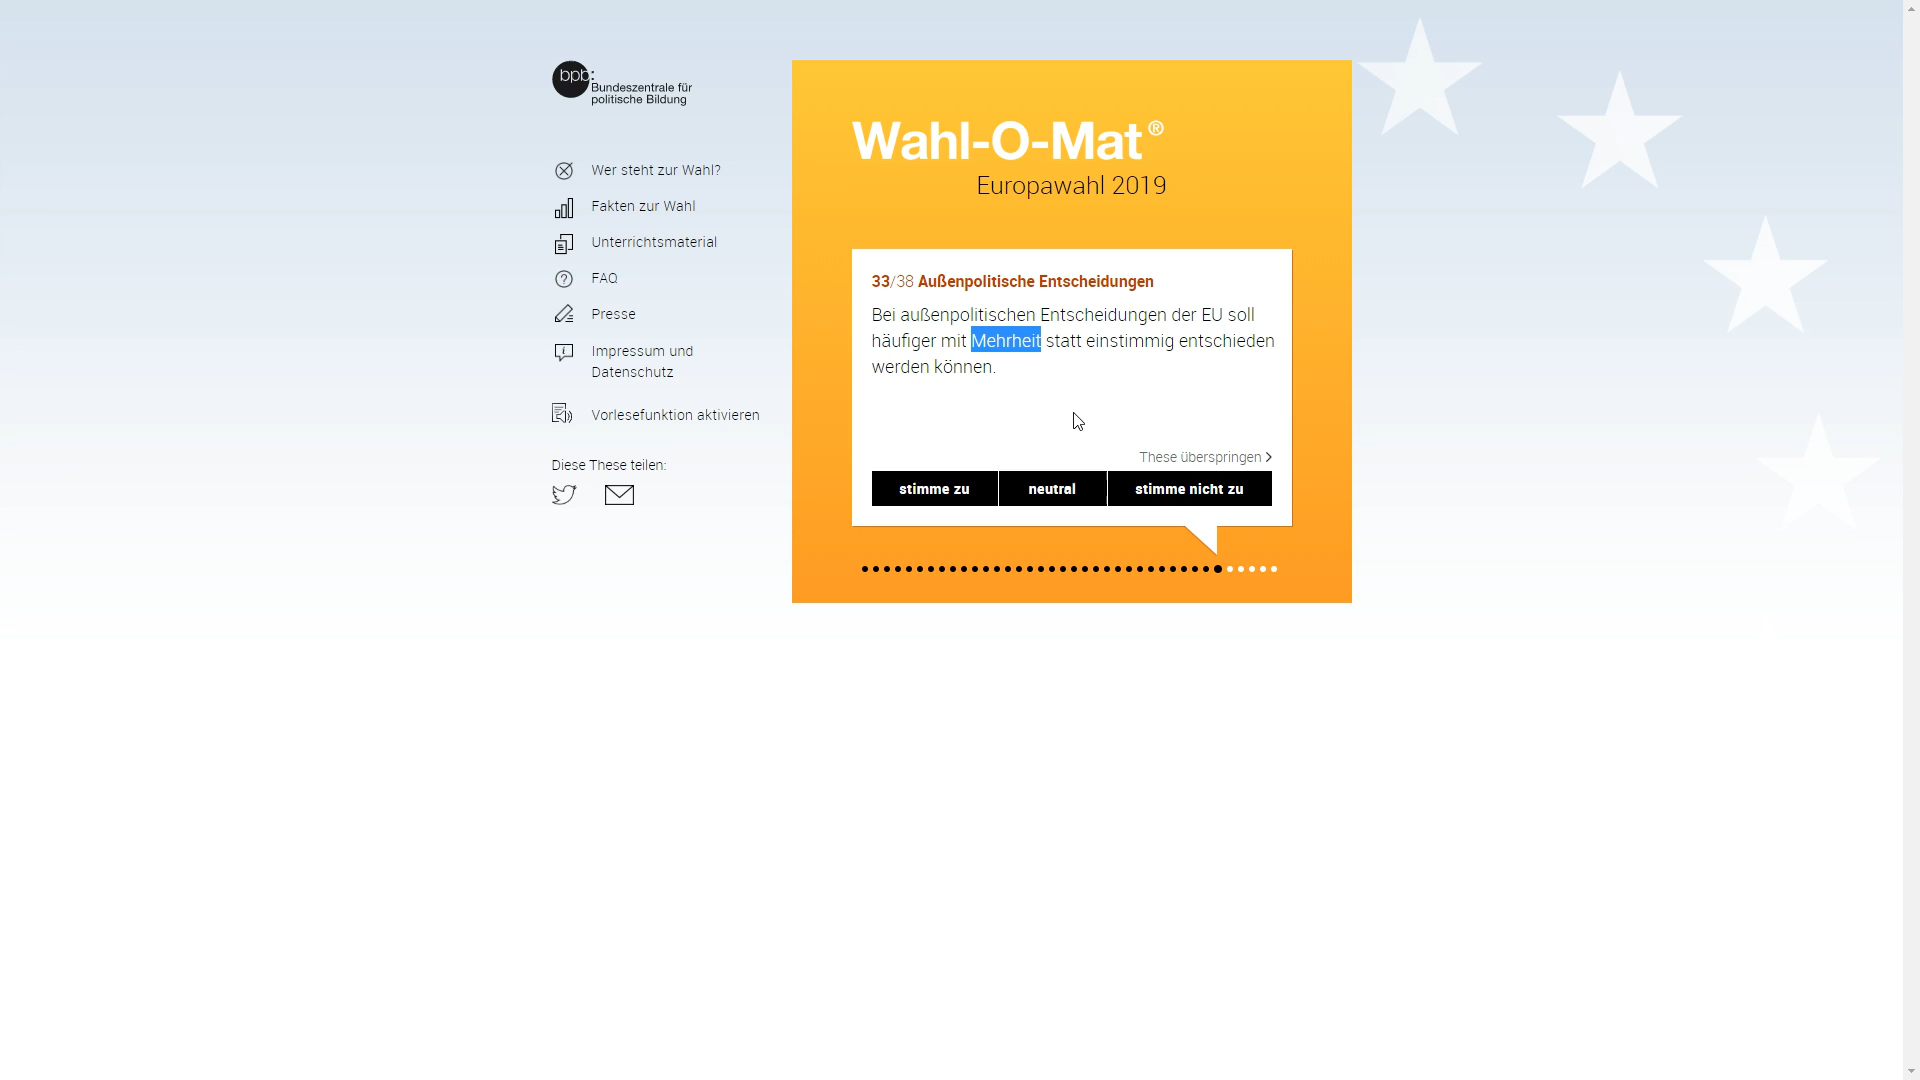 bpb:
Bundeszentrale für
politische Bildung
Wer steht zur Wahl?
Fakten zur Wahl
Unterrichtsmaterial
FAQ
Presse
Impressum und
Datenschutz
Vorlesefunktion aktivieren
Diese These teilen:
Wahl-O-Mat®
Europawahl 2019
33/38 Außenpolitische Entscheidungen
Bei außenpolitischen Entscheidungen der EU soll
häufiger mit Mehrheit statt einstimmig entschieden
werden können.
These überspringen
stimme zu
neutral
stimme nicht zu